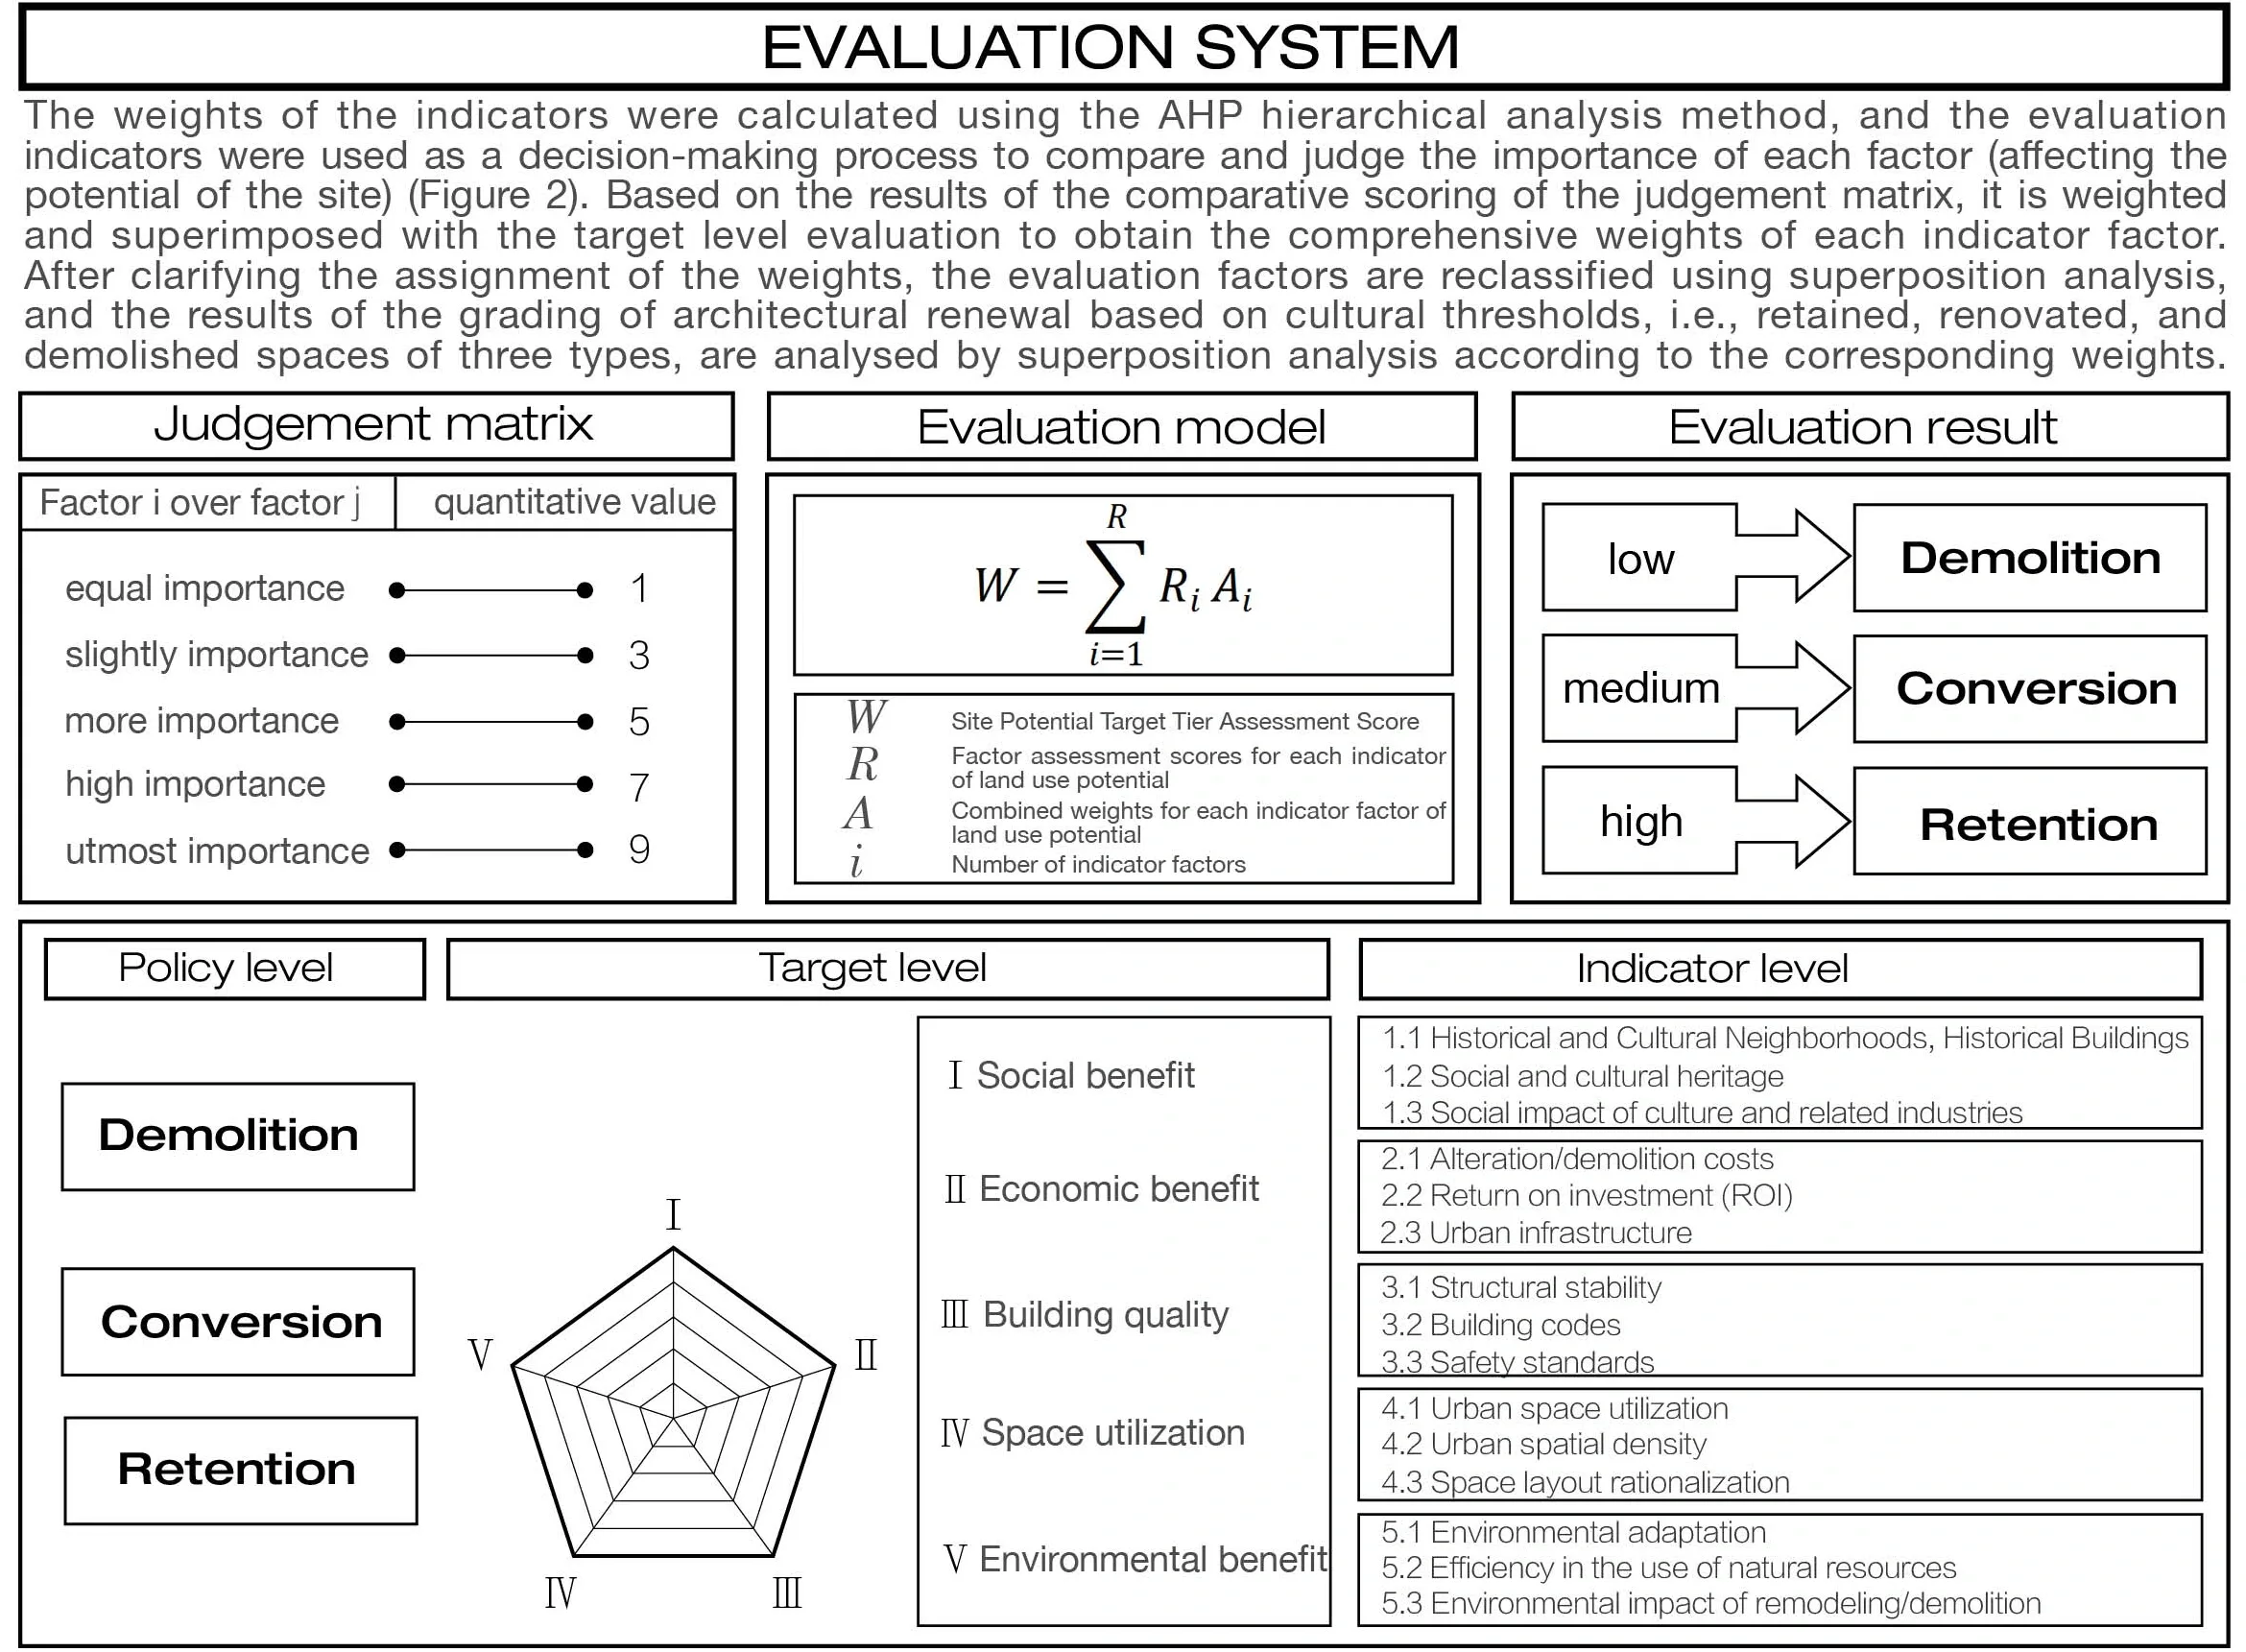 EVALUATION SYSTEM
The weights of the indicators were calculated using the AHP hierarchical analysis method, and the evaluation
indicators were used as a decision-making process to compare and judge the importance of each factor (affecting the
potential of the site) (Figure 2). Based on the results of the comparative scoring of the judgement matrix, it is weighted
and superimposed with the target level evaluation to obtain the comprehensive weights of each indicator factor.
After clarifying the assignment of the weights, the evaluation factors are reclassified using superposition analysis,
and the results of the grading of architectural renewal based on cultural thresholds, i.e., retained, renovated, and
demolished spaces of three types, are analysed by superposition analysis according to the corresponding weights.
Judgement matrix
Factor i over factor j quantitative value
equal importance 1
slightly importance 3
more importance 5
high importance 7
utmost importance 9
Evaluation model
R
W = ∑ Rᵢ Aᵢ
i=1
W Site Potential Target Tier Assessment Score
R Factor assessment scores for each indicator
of land use potential
A Combined weights for each indicator factor of
land use potential
i Number of indicator factors
Evaluation result
low Demolition
medium Conversion
high Retention
Policy level
Demolition
Conversion
Retention
Target level
I
V II
IV III
I Social benefit
II Economic benefit
III Building quality
IV Space utilization
V Environmental benefit
Indicator level
1.1 Historical and Cultural Neighborhoods, Historical Buildings
1.2 Social and cultural heritage
1.3 Social impact of culture and related industries
2.1 Alteration/demolition costs
2.2 Return on investment (ROI)
2.3 Urban infrastructure
3.1 Structural stability
3.2 Building codes
3.3 Safety standards
4.1 Urban space utilization
4.2 Urban spatial density
4.3 Space layout rationalization
5.1 Environmental adaptation
5.2 Efficiency in the use of natural resources
5.3 Environmental impact of remodeling/demolition